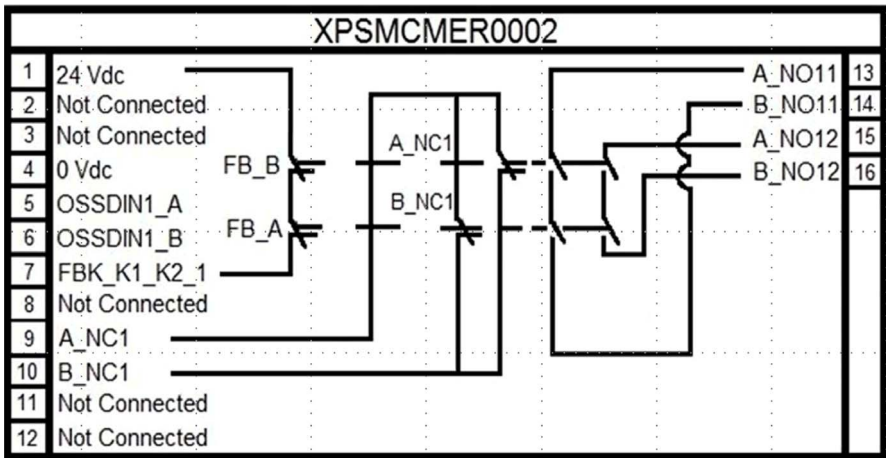 XPSMCMER0002
1 24 Vdc
2 Not Connected
3 Not Connected
4 0 Vdc
5 OSSDIN1_A
6 OSSDIN1_B
7 FBK_K1_K2_1
8 Not Connected
9 A_NC1
10 B_NC1
11 Not Connected
12 Not Connected
FB_B
FB_A
A_NC1
B_NC1
A_NO11 13
B_NO11 14
A_NO12 15
B_NO12 16